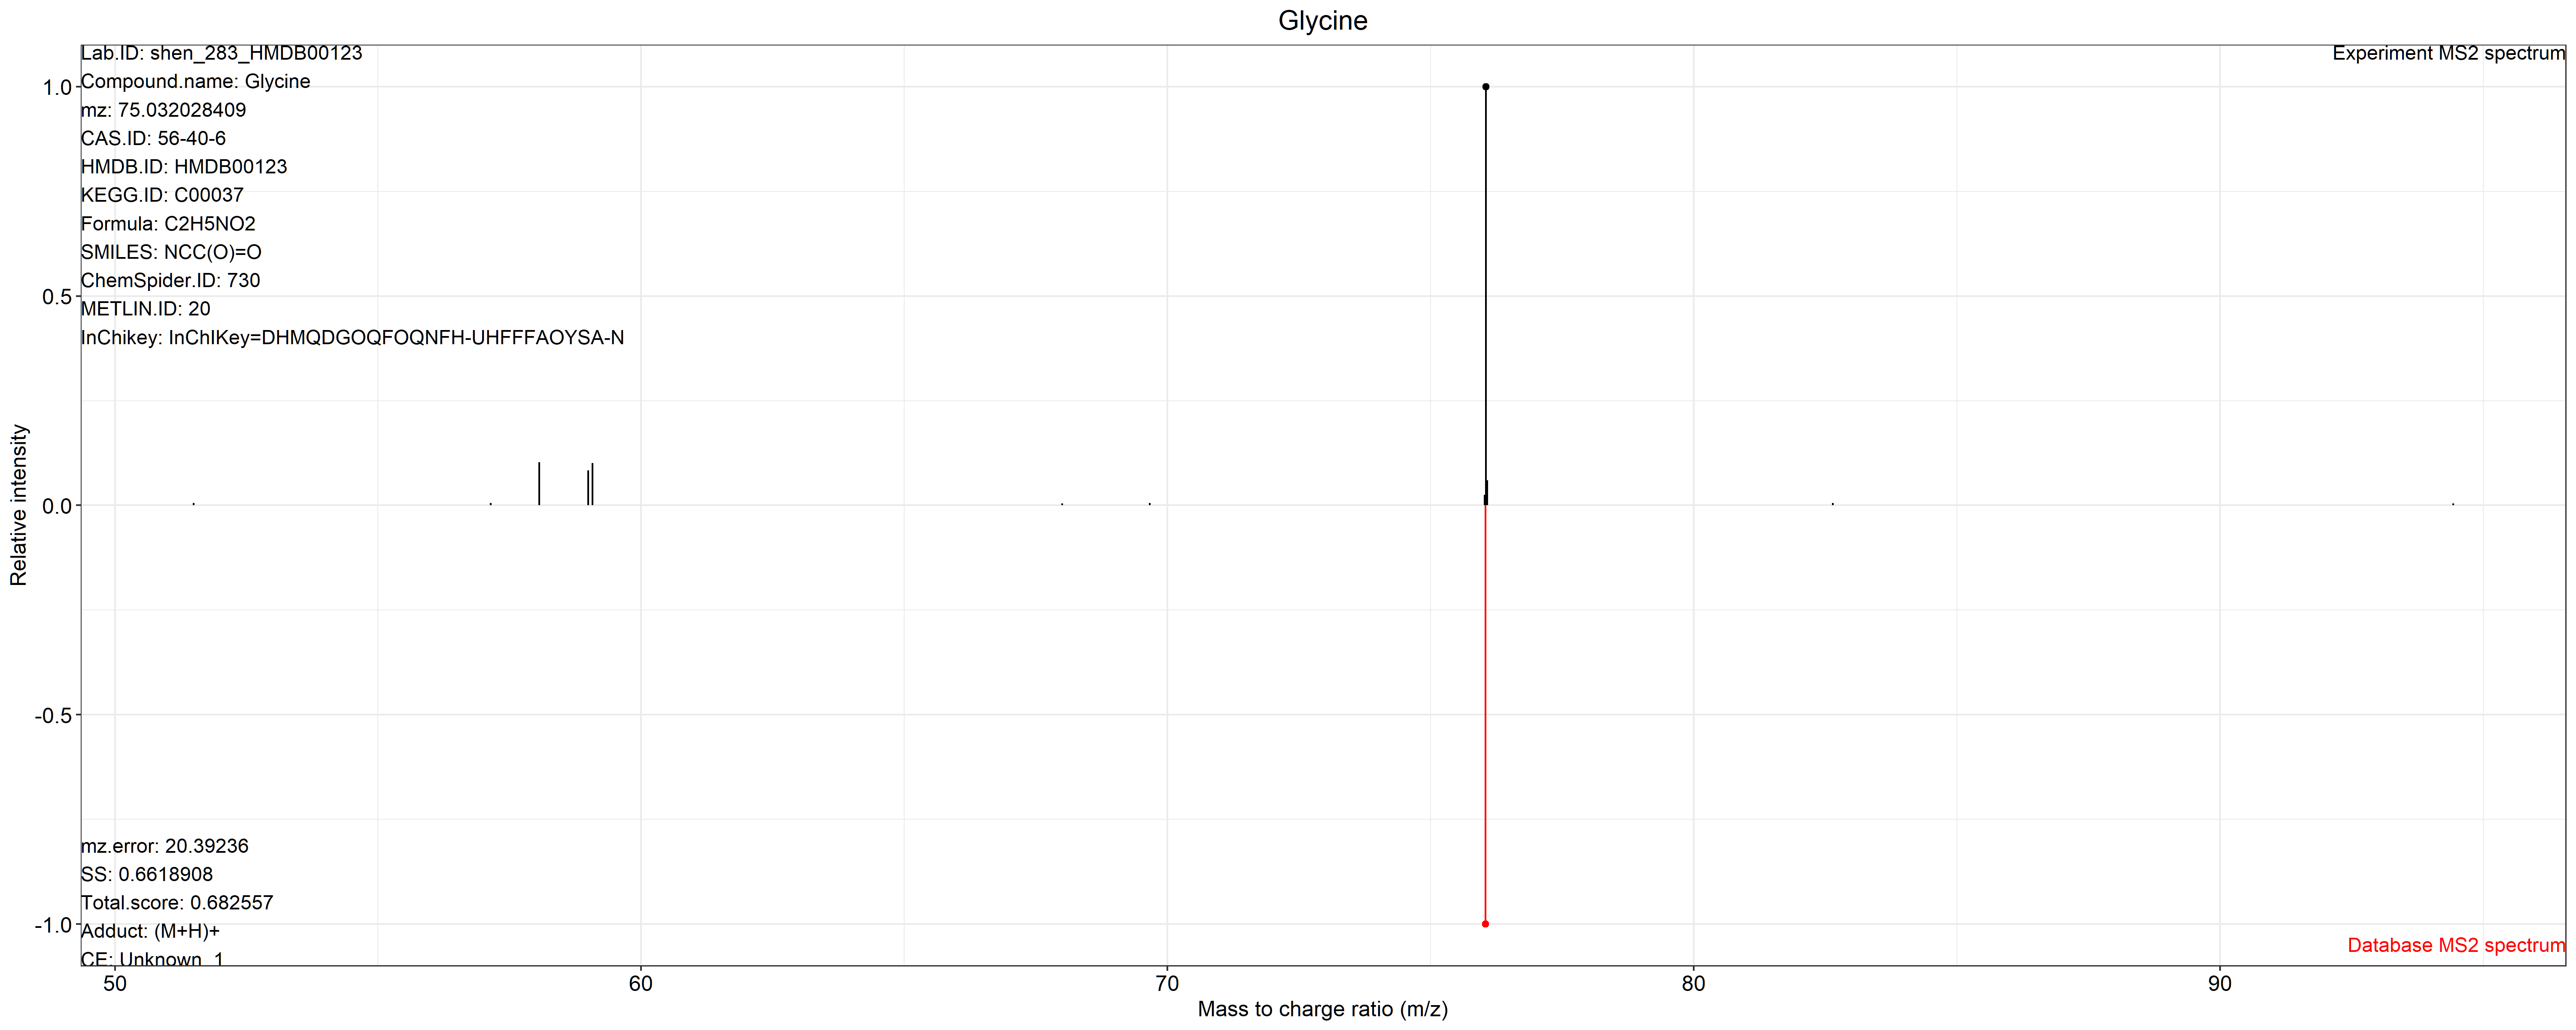 Glycine
Lab.ID: shen_283_HMDB00123
Experiment MS2 spectrum
Compound.name: Glycine
mz: 75.032028409
CAS.ID: 56-40-6
HMDB.ID: HMDB00123
KEGG.ID: C00037
Formula: C2H5NO2
SMILES: NCC(O)=O
ChemSpider.ID: 730
METLIN.ID: 20
InChikey: InChIKey=DHMQDGOQFOQNFH-UHFFFAOYSA-N
1.0
0.5
0.0
-0.5
-1.0
Relative intensity
mz.error: 20.39236
SS: 0.6618908
Total.score: 0.682557
Adduct: (M+H)+
CE: Unknown_1
Database MS2 spectrum
50 60 70 80 90
Mass to charge ratio (m/z)